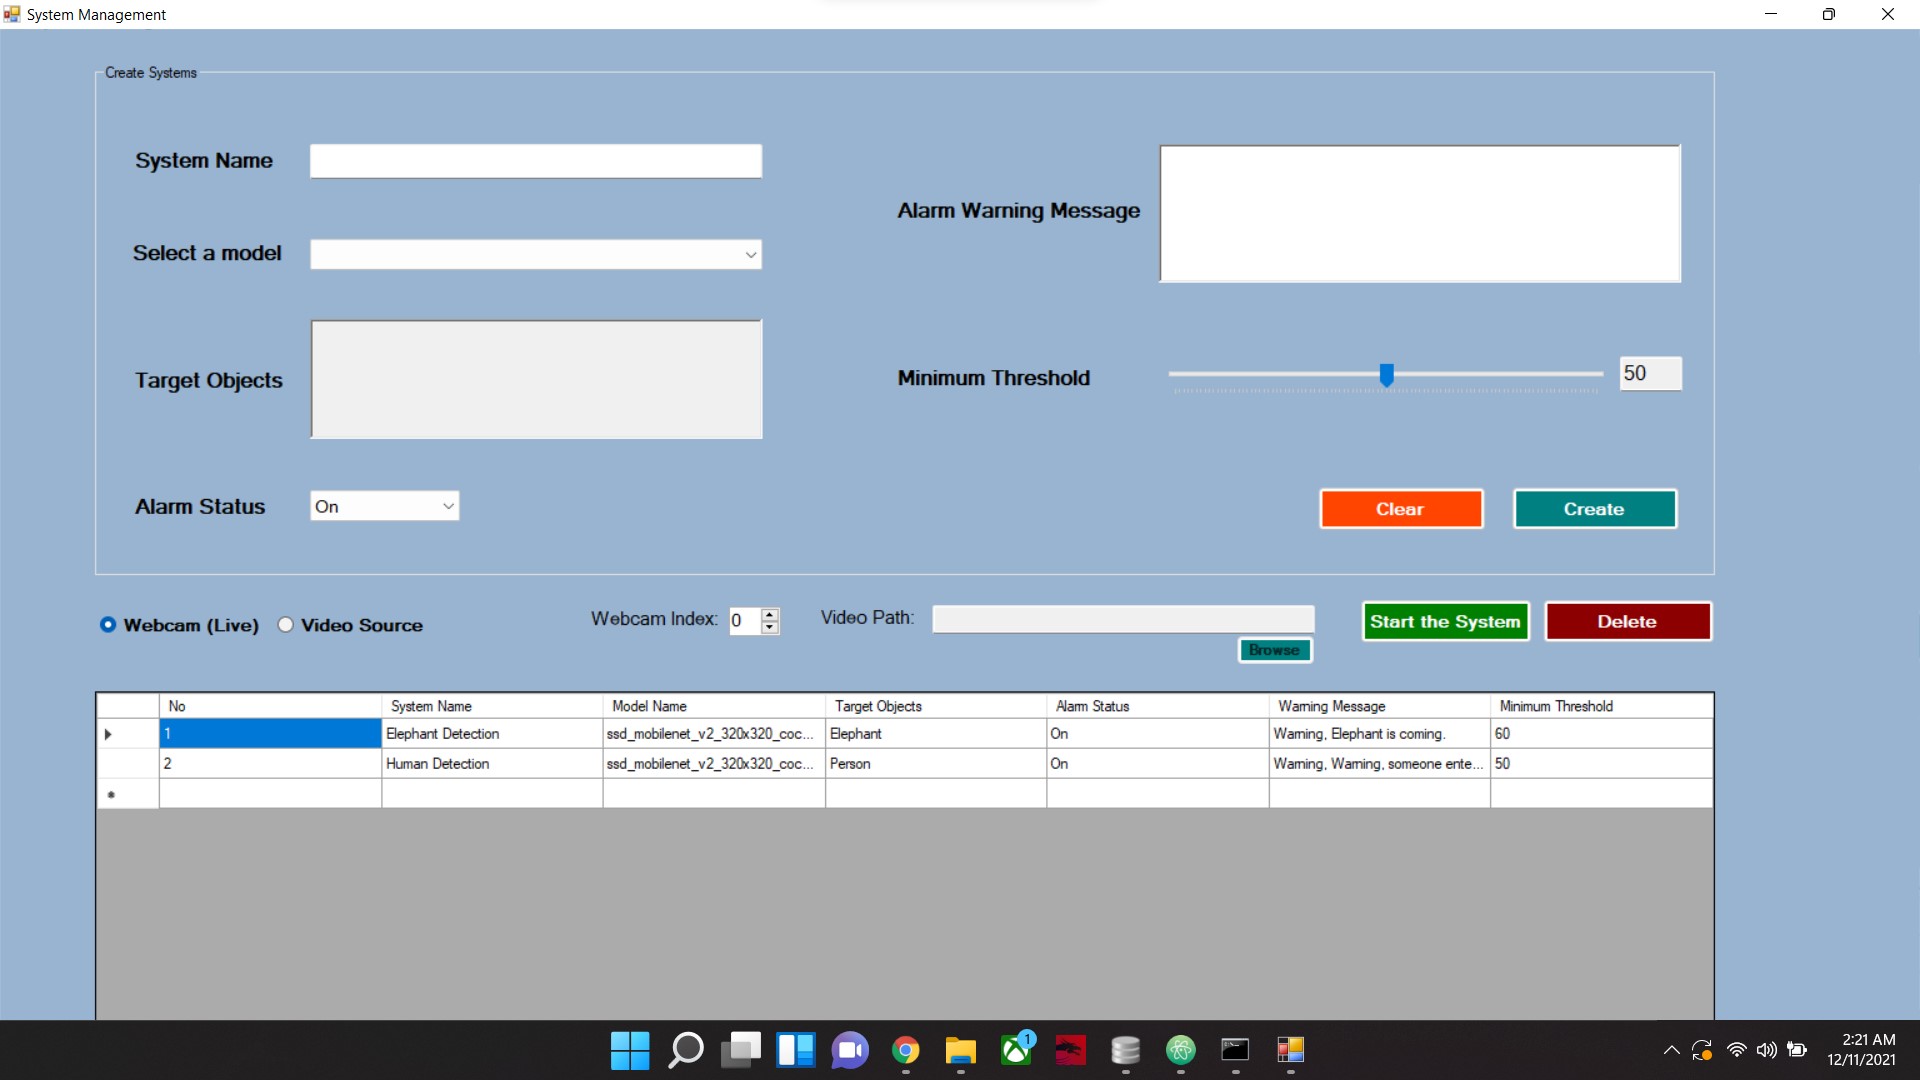 System Management
Create Systems
System Name
Alarm Warning Message
Select a model
Target Objects
Minimum Threshold
50
Alarm Status
On
Clear
Create
Webcam (Live)
Video Source
Webcam Index:
0
Video Path:
Browse
Start the System
Delete
No System Name Model Name Target Objects Alarm Status Warning Message Minimum Threshold
1 Elephant Detection ssd_mobilenet_v2_320x320_coc... Elephant On Warning, Elephant is coming. 60
2 Human Detection ssd_mobilenet_v2_320x320_coc... Person On Warning, Warning, someone ente... 50
1
2:21 AM
12/11/2021